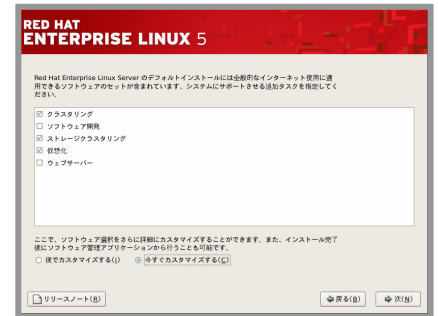 RED HAT
ENTERPRISE LINUX 5
Red Hat Enterprise Linux Server のデフォルトインストールには全般的なインターネット使用に適
用できるソフトウェアのセットが含まれています。システムにサポートさせる追加タスクを指定してく
ださい。
クラスタリング
ソフトウェア開発
ストレージクラスタリング
仮想化
ウェブサーバー
ここで、ソフトウェア選択をさらに詳細にカスタマイズすることができます。また、インストール完了
後にソフトウェア管理アプリケーションから行うことも可能です。
後でカスタマイズする(l) 今すぐカスタマイズする(C)
リリースノート(R) 戻る(B) 次(N)